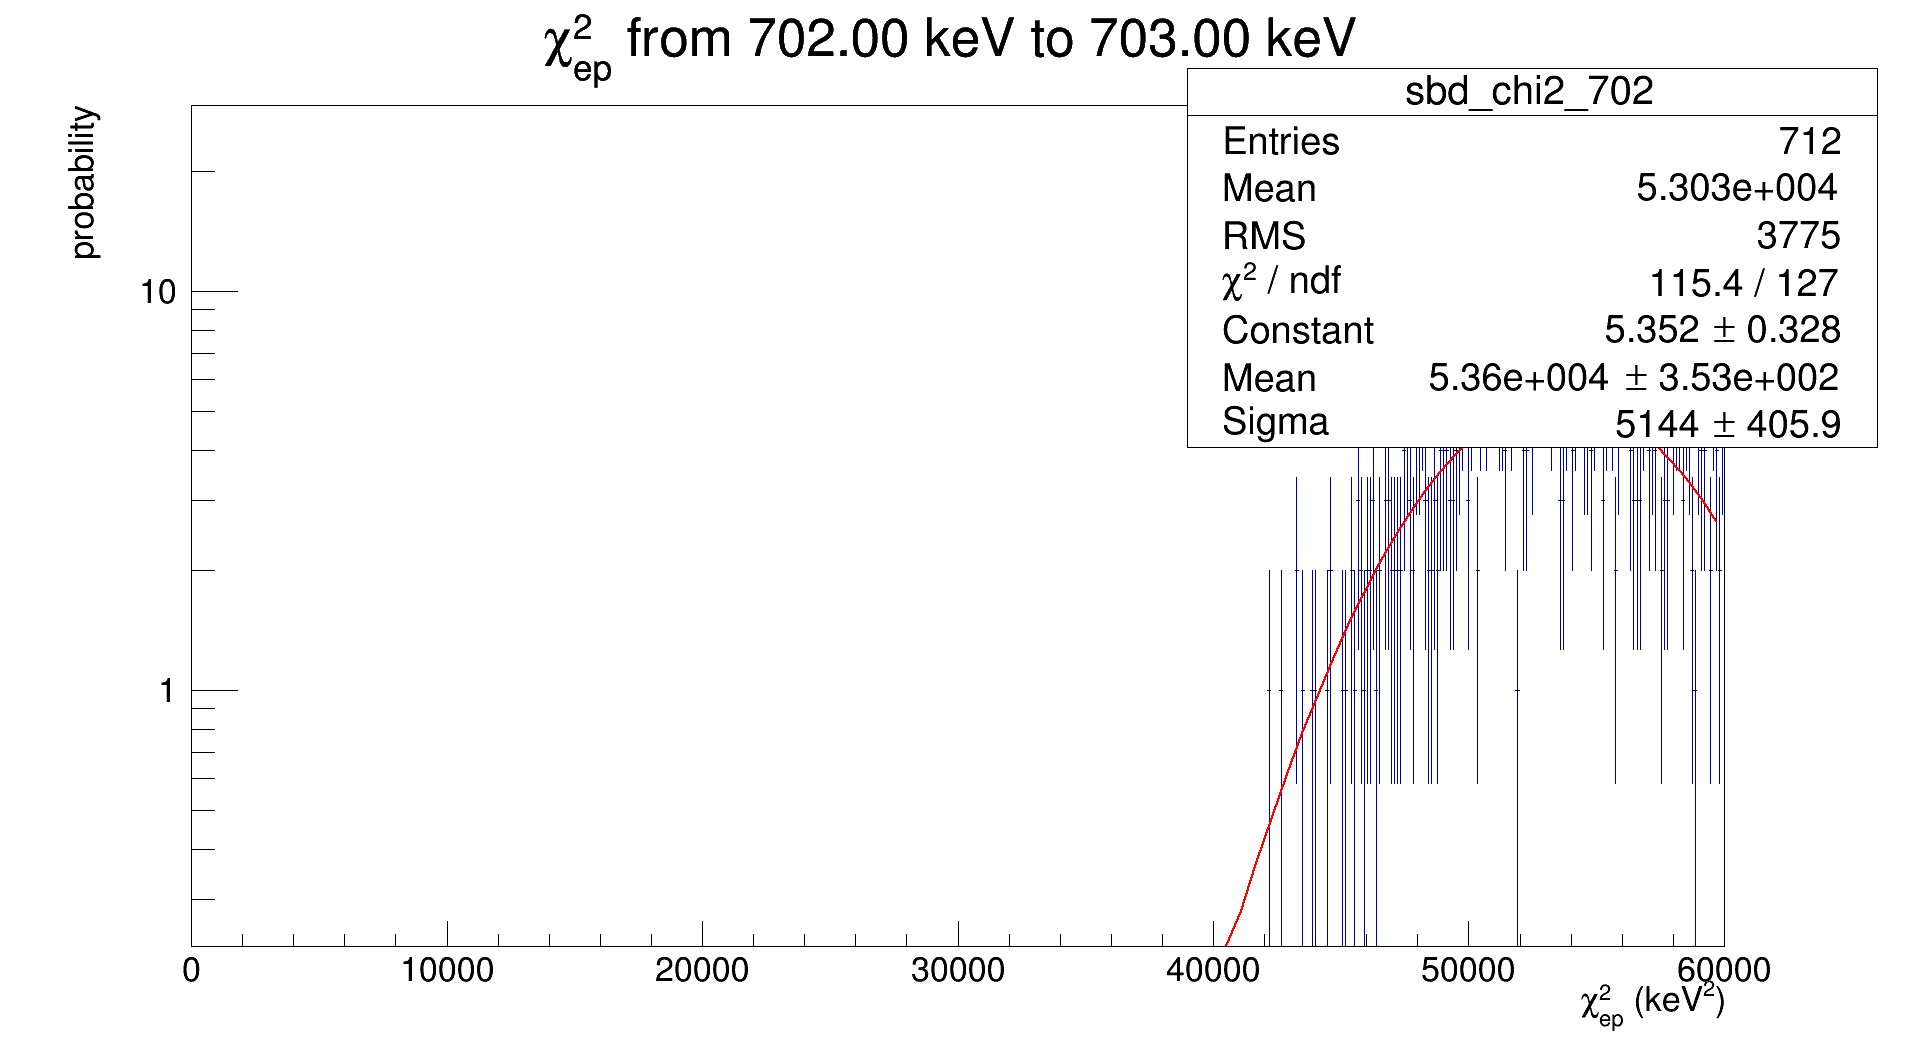 χ²ep from 702.00 keV to 703.00 keV
probability
sbd_chi2_702
Entries 712
Mean 5.303e+004
RMS 3775
χ² / ndf 115.4 / 127
Constant 5.352 ± 0.328
Mean 5.36e+004 ± 3.53e+002
Sigma 5144 ± 405.9
10
1
0 10000 20000 30000 40000 50000 60000
χ²ep (keV²)